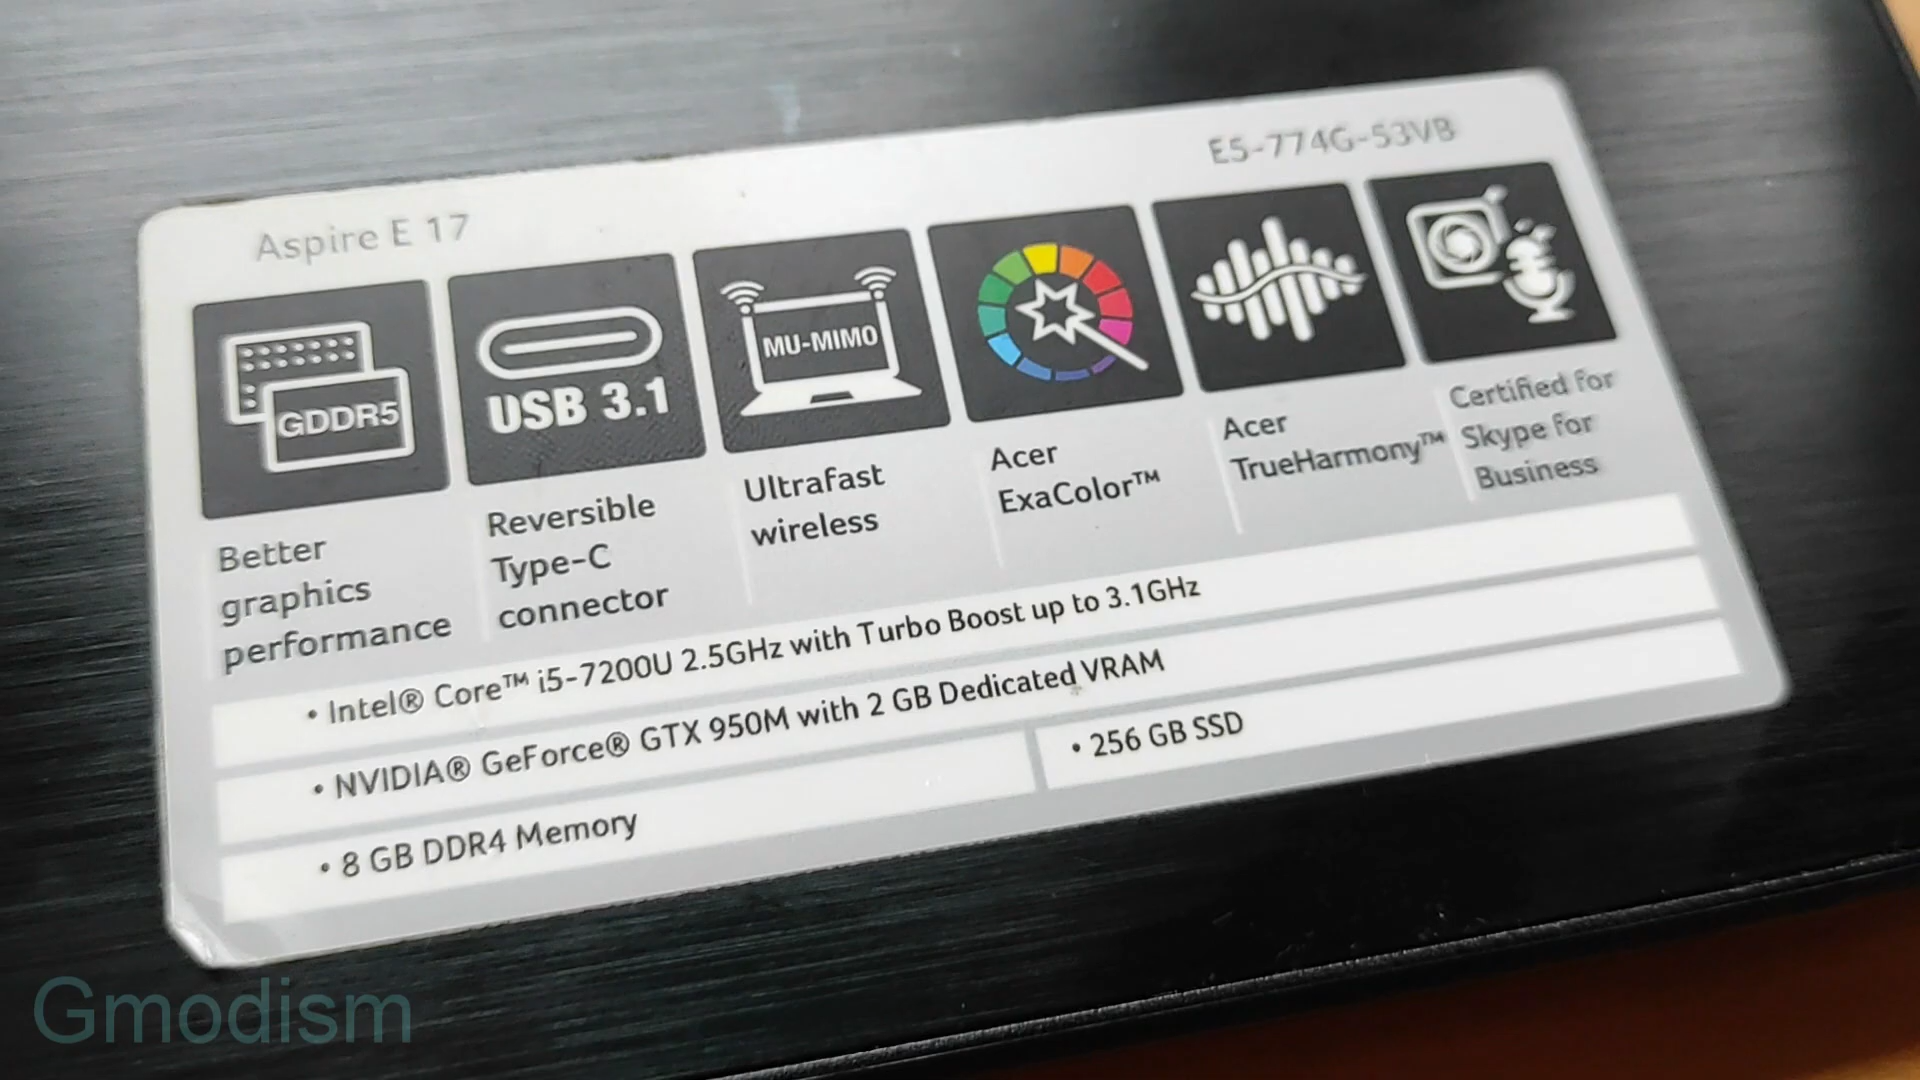 Aspire E 17
E5-774G-53VB
GDDR5
USB 3.1
MU-MIMO
Better
graphics
performance
Reversible
Type-C
connector
Ultrafast
wireless
Acer
ExaColor™
Acer
TrueHarmony™
Certified for
Skype for
Business
• Intel® Core™ i5-7200U 2.5GHz with Turbo Boost up to 3.1GHz
• NVIDIA® GeForce® GTX 950M with 2 GB Dedicated VRAM
• 8 GB DDR4 Memory
• 256 GB SSD
Gmodism